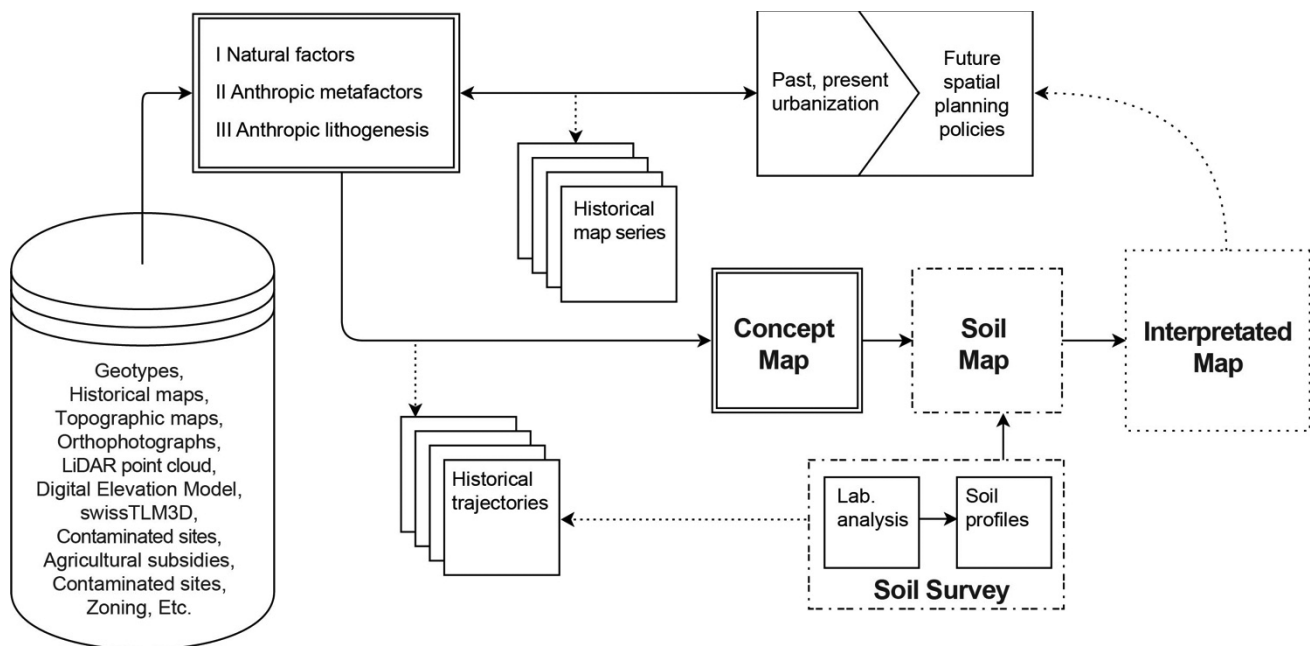 I Natural factors
II Anthropic metafactors
III Anthropic lithogenesis
Past, present
urbanization
Future
spatial
planning
policies
Historical
map series
Geotypes,
Historical maps,
Topographic maps,
Orthophotographs,
LiDAR point cloud,
Digital Elevation Model,
swissTLM3D,
Contaminated sites,
Agricultural subsidies,
Contaminated sites,
Zoning, Etc.
Concept
Map
Soil
Map
Interpretated
Map
Historical
trajectories
Lab.
analysis
Soil
profiles
Soil Survey